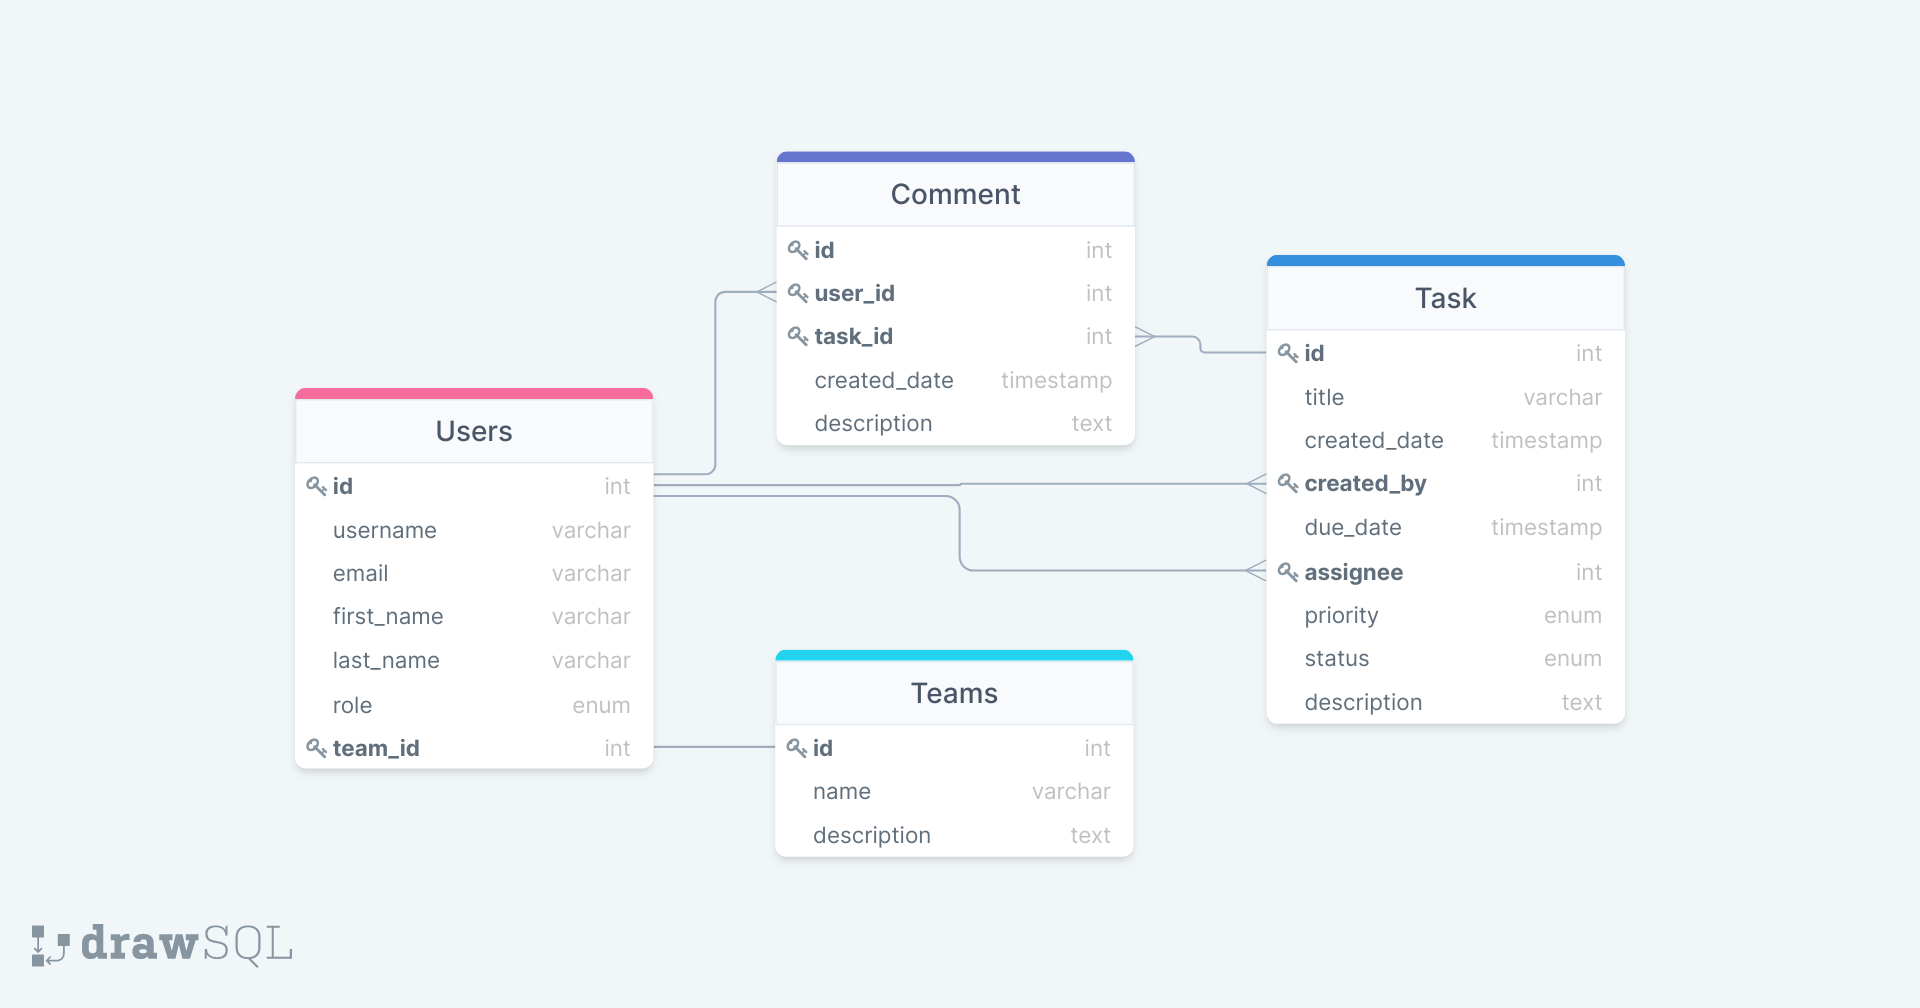 Comment
id int
user_id int
task_id int
created_date timestamp
description text
Task
id int
title varchar
created_date timestamp
created_by int
due_date timestamp
assignee int
priority enum
status enum
description text
Users
id int
username varchar
email varchar
first_name varchar
last_name varchar
role enum
team_id int
Teams
id int
name varchar
description text
drawSQL